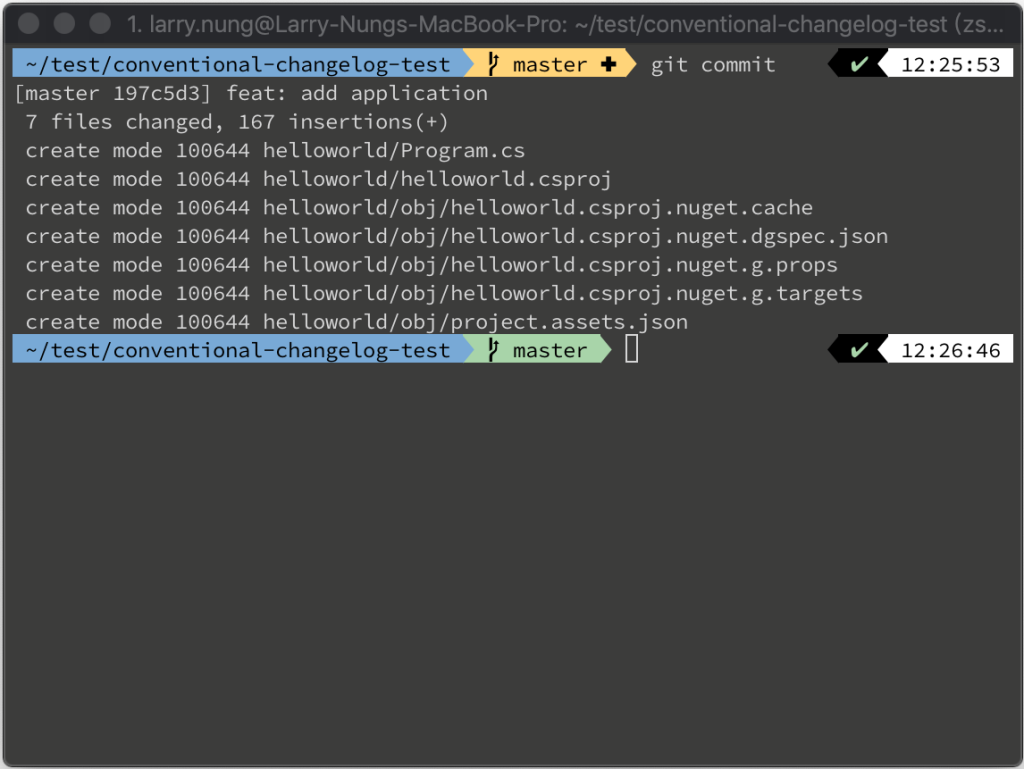 1. larry.nung@Larry-Nungs-MacBook-Pro: ~/test/conventional-changelog-test (zs...
~/test/conventional-changelog-test master ✚ git commit ✔ 12:25:53
[master 197c5d3] feat: add application
7 files changed, 167 insertions(+)
create mode 100644 helloworld/Program.cs
create mode 100644 helloworld/helloworld.csproj
create mode 100644 helloworld/obj/helloworld.csproj.nuget.cache
create mode 100644 helloworld/obj/helloworld.csproj.nuget.dgspec.json
create mode 100644 helloworld/obj/helloworld.csproj.nuget.g.props
create mode 100644 helloworld/obj/helloworld.csproj.nuget.g.targets
create mode 100644 helloworld/obj/project.assets.json
~/test/conventional-changelog-test master ✔ 12:26:46